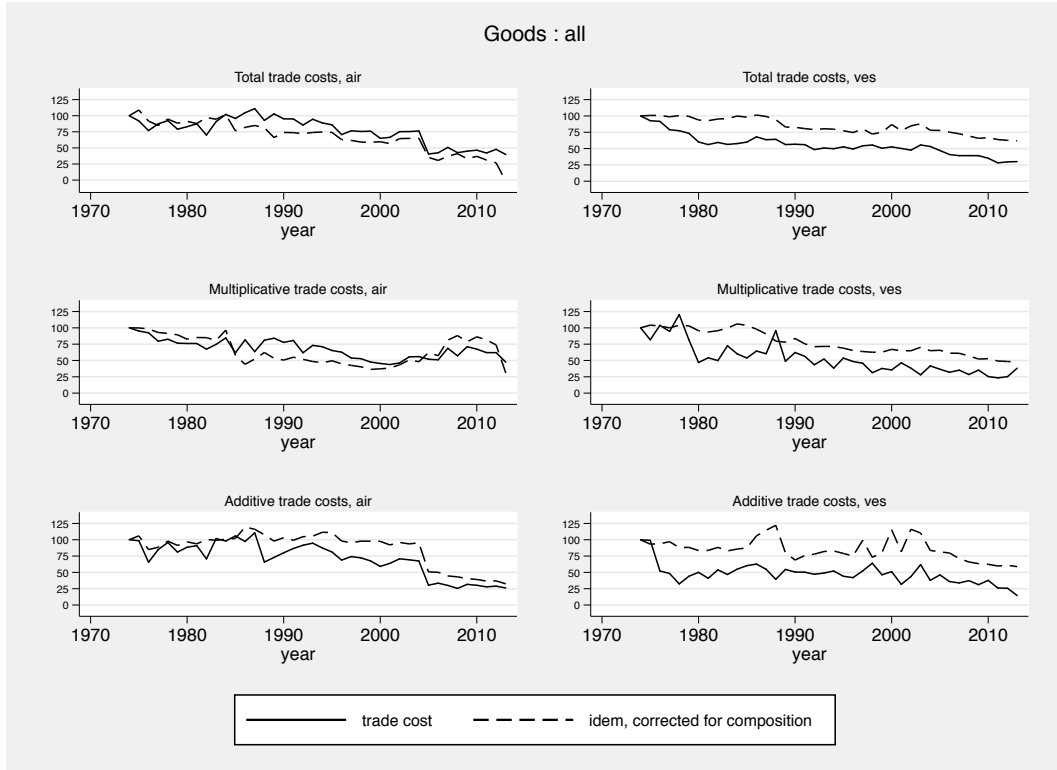 Goods : all
Total trade costs, air
125
100
75
50
25
0
1970 1980 1990 2000 2010
year
Total trade costs, ves
125
100
75
50
25
0
1970 1980 1990 2000 2010
year
Multiplicative trade costs, air
125
100
75
50
25
0
1970 1980 1990 2000 2010
year
Multiplicative trade costs, ves
125
100
75
50
25
0
1970 1980 1990 2000 2010
year
Additive trade costs, air
125
100
75
50
25
0
1970 1980 1990 2000 2010
year
Additive trade costs, ves
125
100
75
50
25
0
1970 1980 1990 2000 2010
year
trade cost idem, corrected for composition